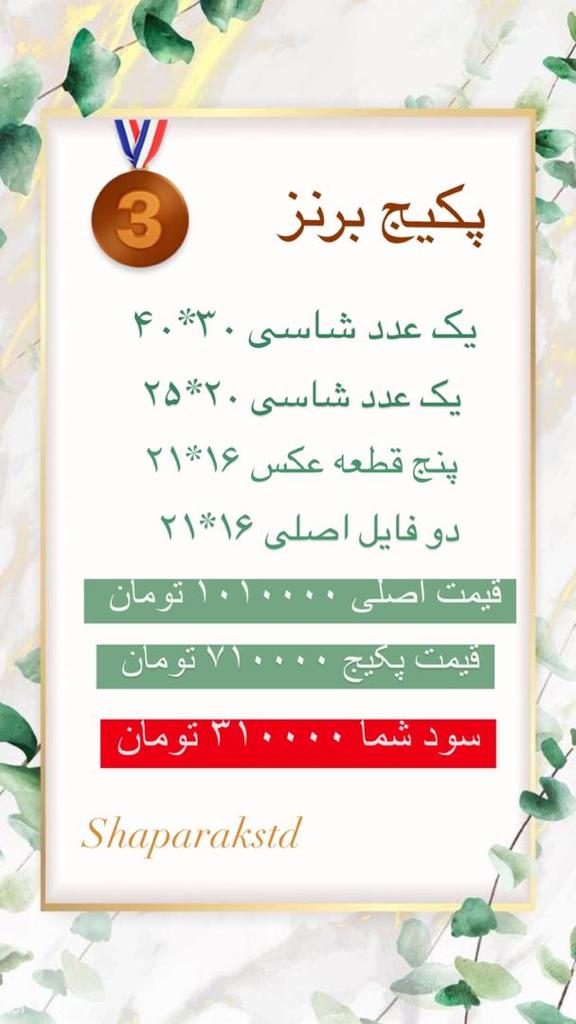 3
پکیج برنز
یک عدد شاسی ۳۰*۴۰
یک عدد شاسی ۲۰*۲۵
پنج قطعه عکس ۱۶*۲۱
دو فایل اصلی ۱۶*۲۱
قیمت اصلی ۱۰۱۰۰۰۰ تومان
قیمت پکیج ۷۱۰۰۰۰ تومان
سود شما ۳۱۰۰۰۰ تومان
Shaparakstd